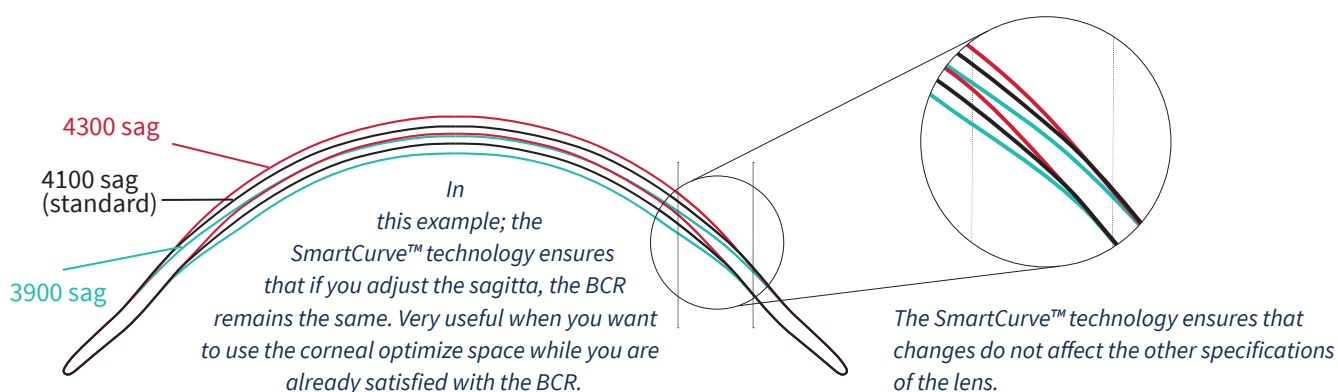 4300 sag
4100 sag
(standard)
3900 sag
In
this example; the
SmartCurve™ technology ensures
that if you adjust the sagitta, the BCR
remains the same. Very useful when you want
to use the corneal optimize space while you are
already satisfied with the BCR.
The SmartCurve™ technology ensures that
changes do not affect the other specifications
of the lens.